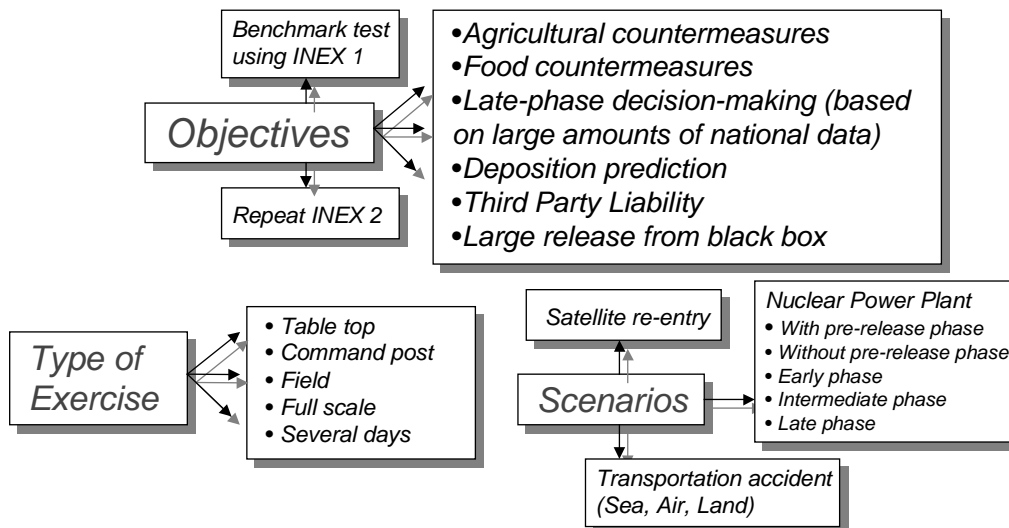 Benchmark test
using INEX 1
Objectives
Repeat INEX 2
•Agricultural countermeasures
•Food countermeasures
•Late-phase decision-making (based
on large amounts of national data)
•Deposition prediction
•Third Party Liability
•Large release from black box
Type of
Exercise
• Table top
• Command post
• Field
• Full scale
• Several days
Satellite re-entry
Scenarios
Nuclear Power Plant
• With pre-release phase
• Without pre-release phase
• Early phase
• Intermediate phase
• Late phase
Transportation accident
(Sea, Air, Land)